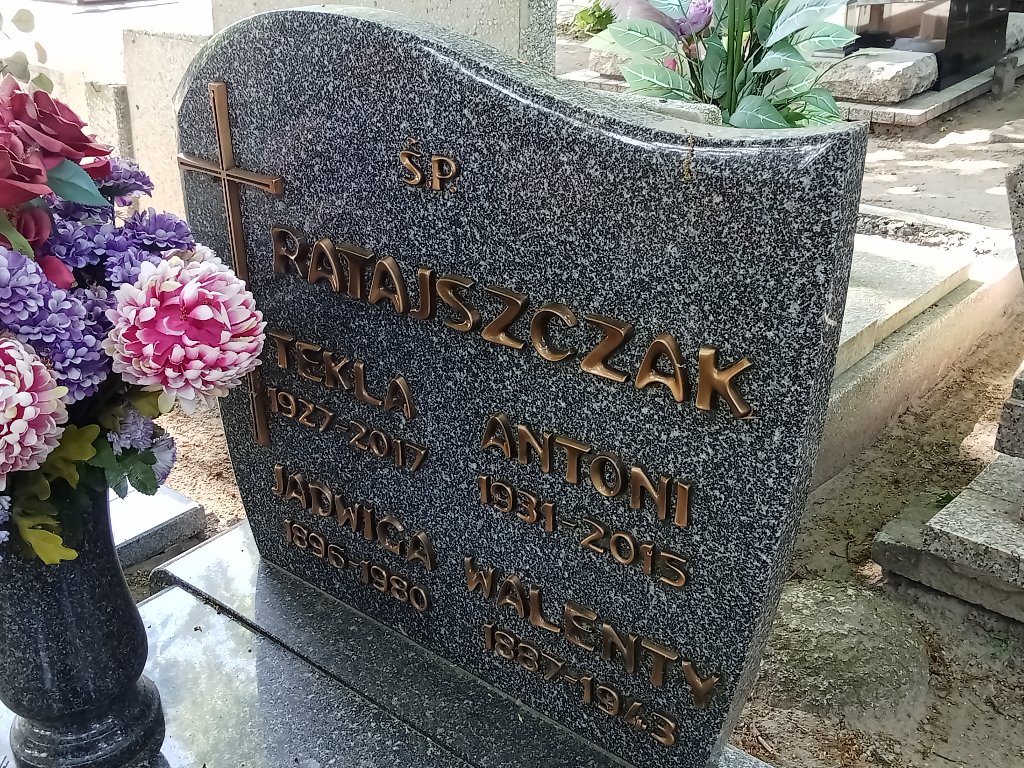 Ś.P.
RATAJSZCZAK
TEKLA
1927-2017
ANTONI
1931-2015
JADWIGA
1896-1980
WALENTY
1887-1943